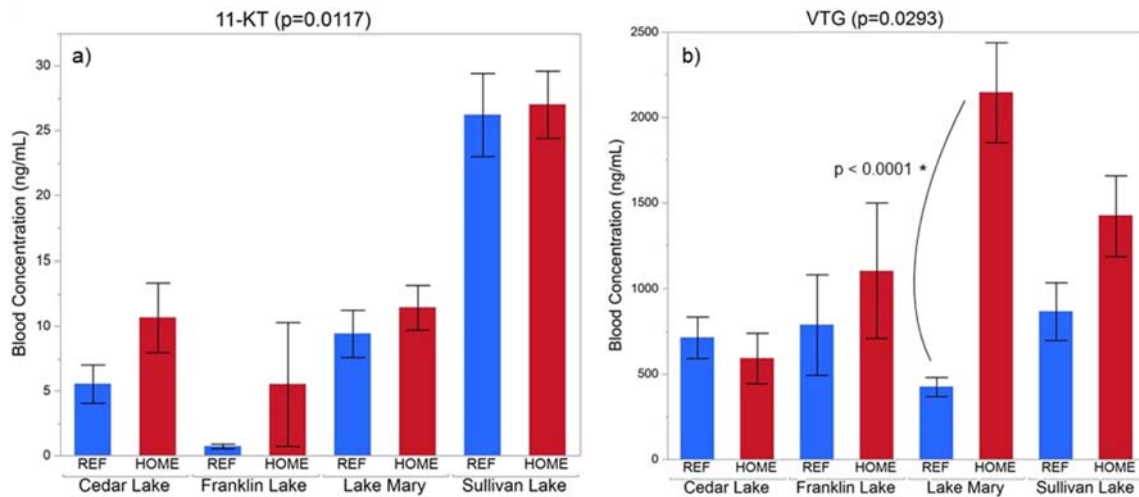 11-KT (p=0.0117)
a)
Blood Concentration (ng/mL)
30
25
20
15
10
5
0
REF HOME REF HOME REF HOME REF HOME
Cedar Lake Franklin Lake Lake Mary Sullivan Lake
VTG (p=0.0293)
b)
Blood Concentration (ng/mL)
2500
2000
1500
1000
500
0
p < 0.0001 *
REF HOME REF HOME REF HOME REF HOME
Cedar Lake Franklin Lake Lake Mary Sullivan Lake